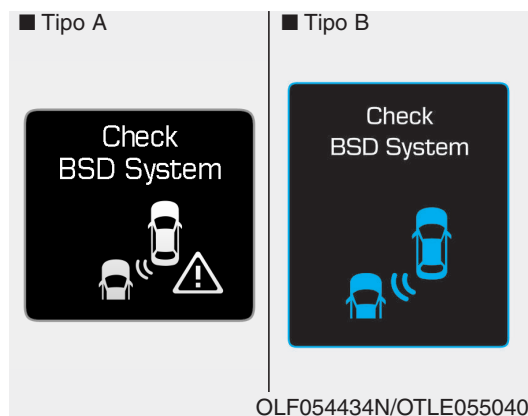 ■ Tipo A
■ Tipo B
Check
BSD System
Check
BSD System
OLF054434N/OTLE055040